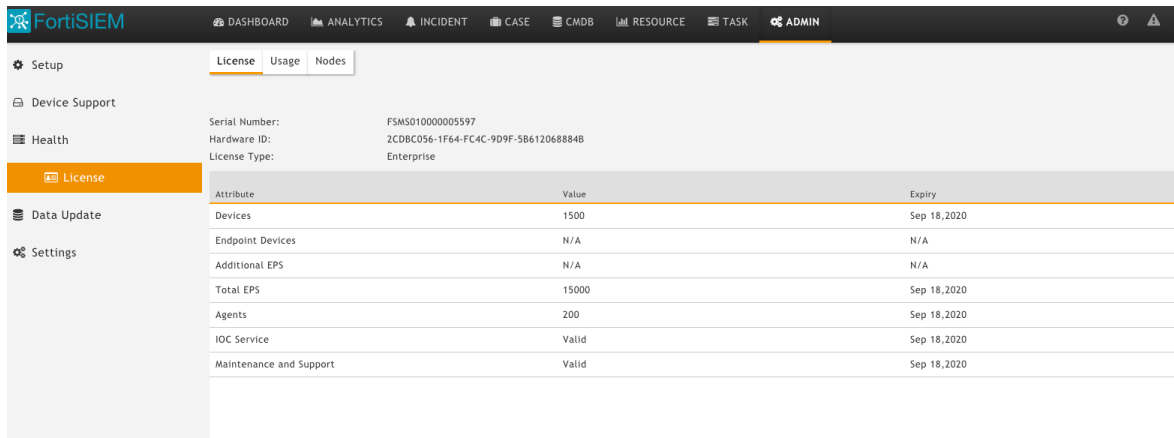 FortiSIEM DASHBOARD ANALYTICS INCIDENT CASE CMDB RESOURCE TASK ADMIN
Setup
Device Support
Health
License
Data Update
Settings
License Usage Nodes
Serial Number: FSMS010000005597
Hardware ID: 2CDBC056-1F64-FC4C-9D9F-5B612068884B
License Type: Enterprise
Attribute Value Expiry
Devices 1500 Sep 18,2020
Endpoint Devices N/A N/A
Additional EPS N/A N/A
Total EPS 15000 Sep 18,2020
Agents 200 Sep 18,2020
IOC Service Valid Sep 18,2020
Maintenance and Support Valid Sep 18,2020